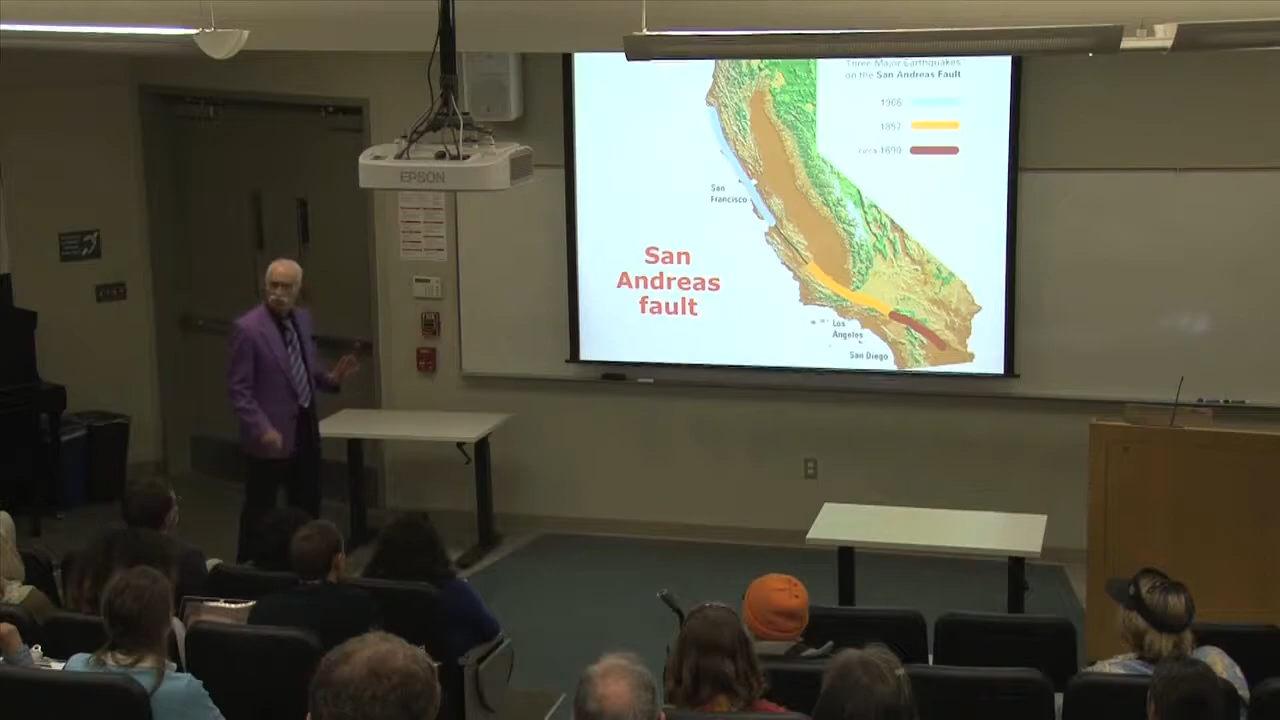 EPSON
Three Major Earthquakes
on the San Andreas Fault
1906
1857
circa 1690
San
Francisco
San
Andreas
fault
Los
Angeles
San Diego